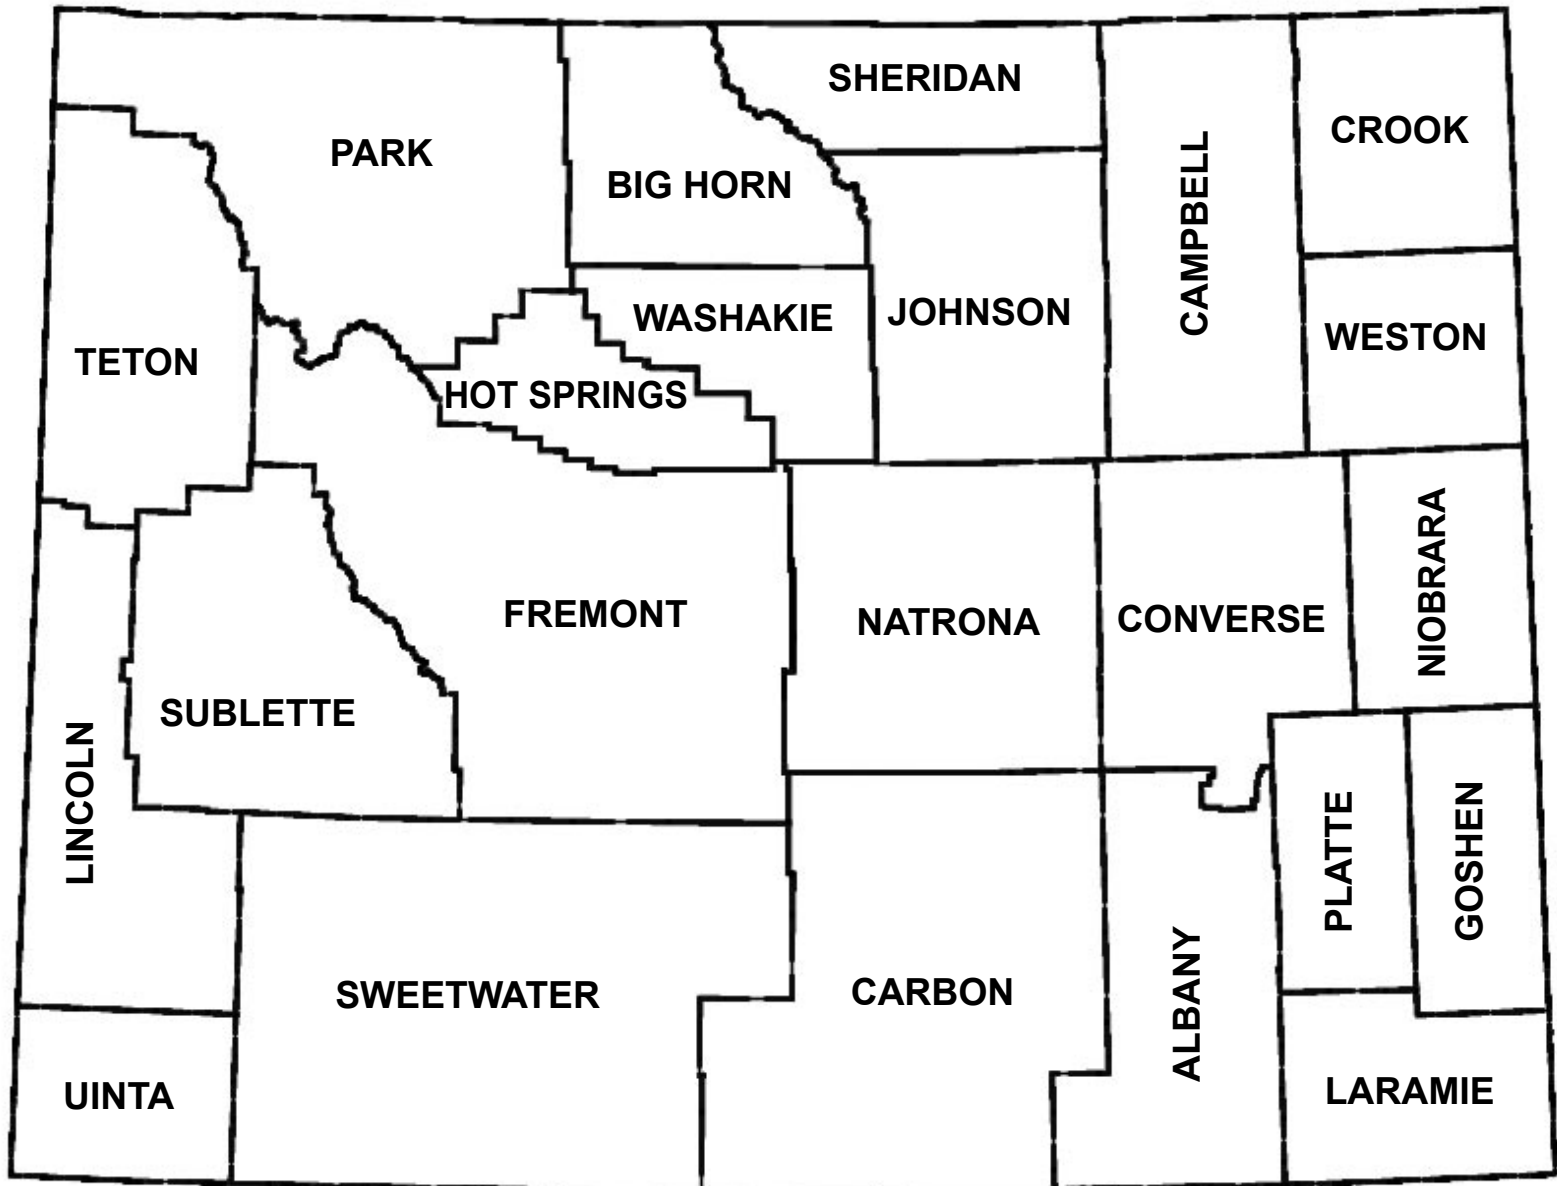 SHERIDAN
CROOK
PARK
BIG HORN
CAMPBELL
WASHAKIE
JOHNSON
WESTON
TETON
HOT SPRINGS
NIOBRARA
FREMONT
NATRONA
CONVERSE
SUBLETTE
LINCOLN
PLATTE
GOSHEN
SWEETWATER
CARBON
ALBANY
UINTA
LARAMIE